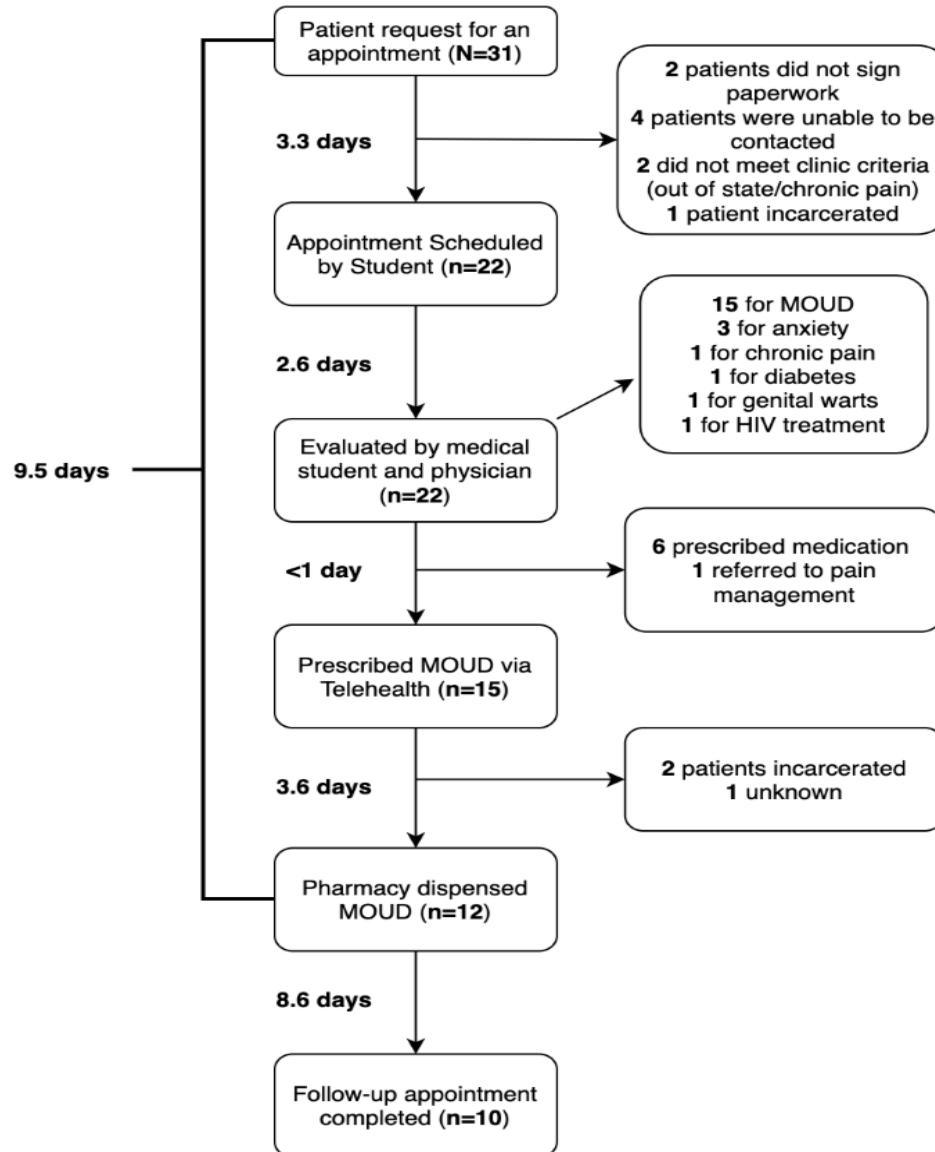 Patient request for an
appointment (N=31)
2 patients did not sign
paperwork
4 patients were unable to be
contacted
2 did not meet clinic criteria
(out of state/chronic pain)
1 patient incarcerated
3.3 days
Appointment Scheduled
by Student (n=22)
15 for MOUD
3 for anxiety
1 for chronic pain
1 for diabetes
1 for genital warts
1 for HIV treatment
2.6 days
Evaluated by medical
student and physician
(n=22)
9.5 days
6 prescribed medication
1 referred to pain
management
<1 day
Prescribed MOUD via
Telehealth (n=15)
2 patients incarcerated
1 unknown
3.6 days
Pharmacy dispensed
MOUD (n=12)
8.6 days
Follow-up appointment
completed (n=10)